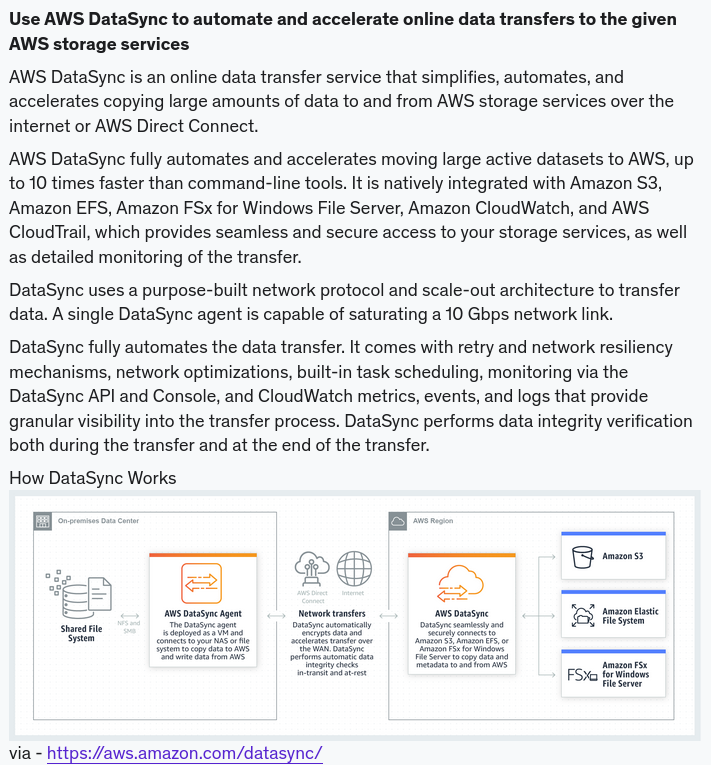 Use AWS DataSync to automate and accelerate online data transfers to the given
AWS storage services
AWS DataSync is an online data transfer service that simplifies, automates, and
accelerates copying large amounts of data to and from AWS storage services over the
internet or AWS Direct Connect.
AWS DataSync fully automates and accelerates moving large active datasets to AWS, up
to 10 times faster than command-line tools. It is natively integrated with Amazon S3,
Amazon EFS, Amazon FSx for Windows File Server, Amazon CloudWatch, and AWS
CloudTrail, which provides seamless and secure access to your storage services, as well
as detailed monitoring of the transfer.
DataSync uses a purpose-built network protocol and scale-out architecture to transfer
data. A single DataSync agent is capable of saturating a 10 Gbps network link.
DataSync fully automates the data transfer. It comes with retry and network resiliency
mechanisms, network optimizations, built-in task scheduling, monitoring via the
DataSync API and Console, and CloudWatch metrics, events, and logs that provide
granular visibility into the transfer process. DataSync performs data integrity verification
both during the transfer and at the end of the transfer.
How DataSync Works
On-premises Data Center
Shared File
System
NFS and
SMB
AWS DataSync Agent
The DataSync agent
is deployed as a VM and
connects to your NAS or file
system to copy data to AWS
and write data from AWS
AWS Direct
Connect
Internet
Network transfers
DataSync automatically
encrypts data and
accelerates transfer over
the WAN. DataSync
performs automatic data
integrity checks
in-transit and at-rest
AWS Region
AWS DataSync
DataSync seamlessly and
securely connects to
Amazon S3, Amazon EFS, or
Amazon FSx for Windows
File Server to copy data and
metadata to and from AWS
Amazon S3
Amazon Elastic
File System
FSx
Amazon FSx
for Windows
File Server
via - https://aws.amazon.com/datasync/